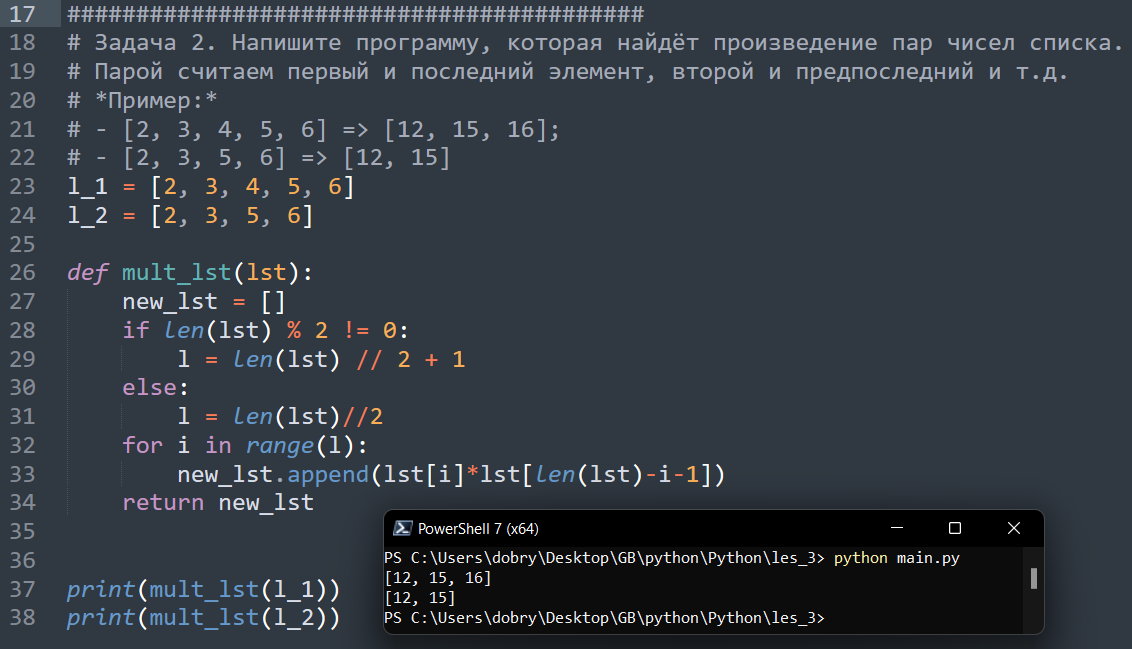 17 ##########################################
18 # Задача 2. Напишите программу, которая найдёт произведение пар чисел списка.
19 # Парой считаем первый и последний элемент, второй и предпоследний и т.д.
20 # *Пример:*
21 # - [2, 3, 4, 5, 6] => [12, 15, 16];
22 # - [2, 3, 5, 6] => [12, 15]
23 l_1 = [2, 3, 4, 5, 6]
24 l_2 = [2, 3, 5, 6]
25
26 def mult_lst(lst):
27     new_lst = []
28     if len(lst) % 2 != 0:
29         l = len(lst) // 2 + 1
30     else:
31         l = len(lst)//2
32     for i in range(l):
33         new_lst.append(lst[i]*lst[len(lst)-i-1])
34     return new_lst
35
36
37 print(mult_lst(l_1))
38 print(mult_lst(l_2))
PowerShell 7 (x64)
PS C:\Users\dobry\Desktop\GB\python\Python\les_3> python main.py
[12, 15, 16]
[12, 15]
PS C:\Users\dobry\Desktop\GB\python\Python\les_3>